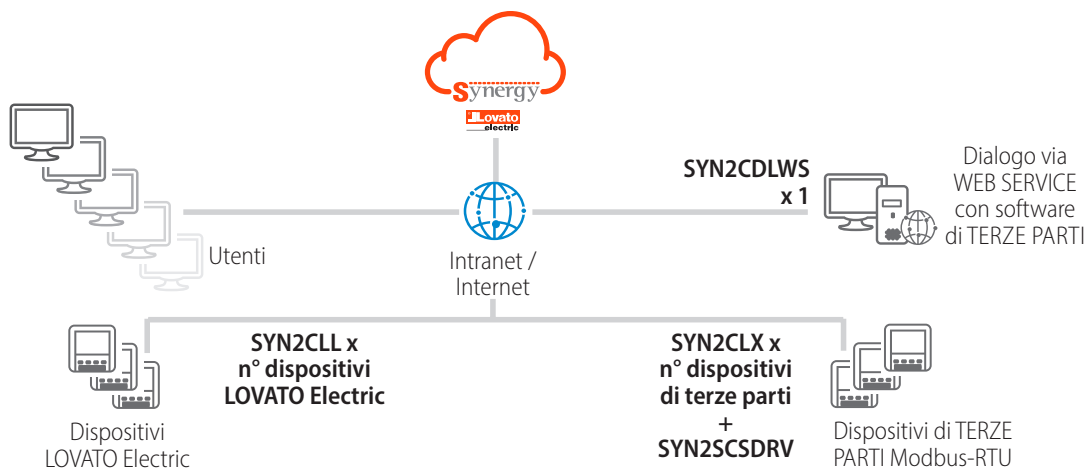 Synergy
Lovato
electric
SYN2CDLWS
x 1
Dialogo via
WEB SERVICE
con software
di TERZE PARTI
Utenti
Intranet /
Internet
SYN2CLL x
n° dispositivi
LOVATO Electric
SYN2CLX x
n° dispositivi
di terze parti
+
SYN2SCSDRV
Dispositivi
LOVATO Electric
Dispositivi di TERZE
PARTI Modbus-RTU